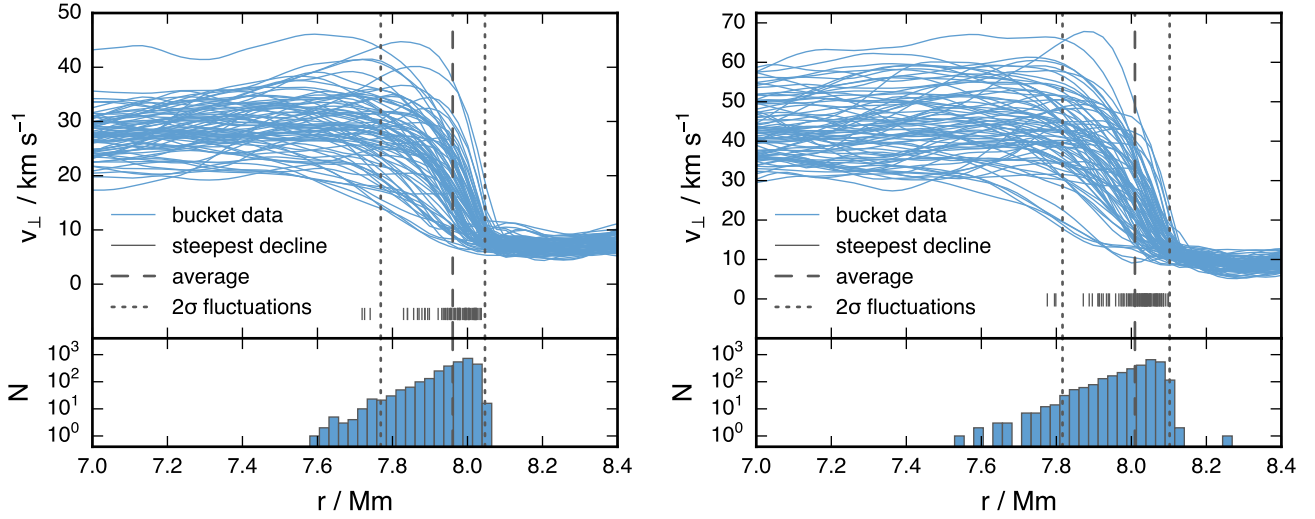 50
40
30
20
10
0
v⊥ / km s⁻¹
bucket data
steepest decline
average
2σ fluctuations
10³
10²
10¹
10⁰
N
7.0 7.2 7.4 7.6 7.8 8.0 8.2 8.4
r / Mm
70
60
50
40
30
20
10
0
v⊥ / km s⁻¹
bucket data
steepest decline
average
2σ fluctuations
10³
10²
10¹
10⁰
N
7.0 7.2 7.4 7.6 7.8 8.0 8.2 8.4
r / Mm